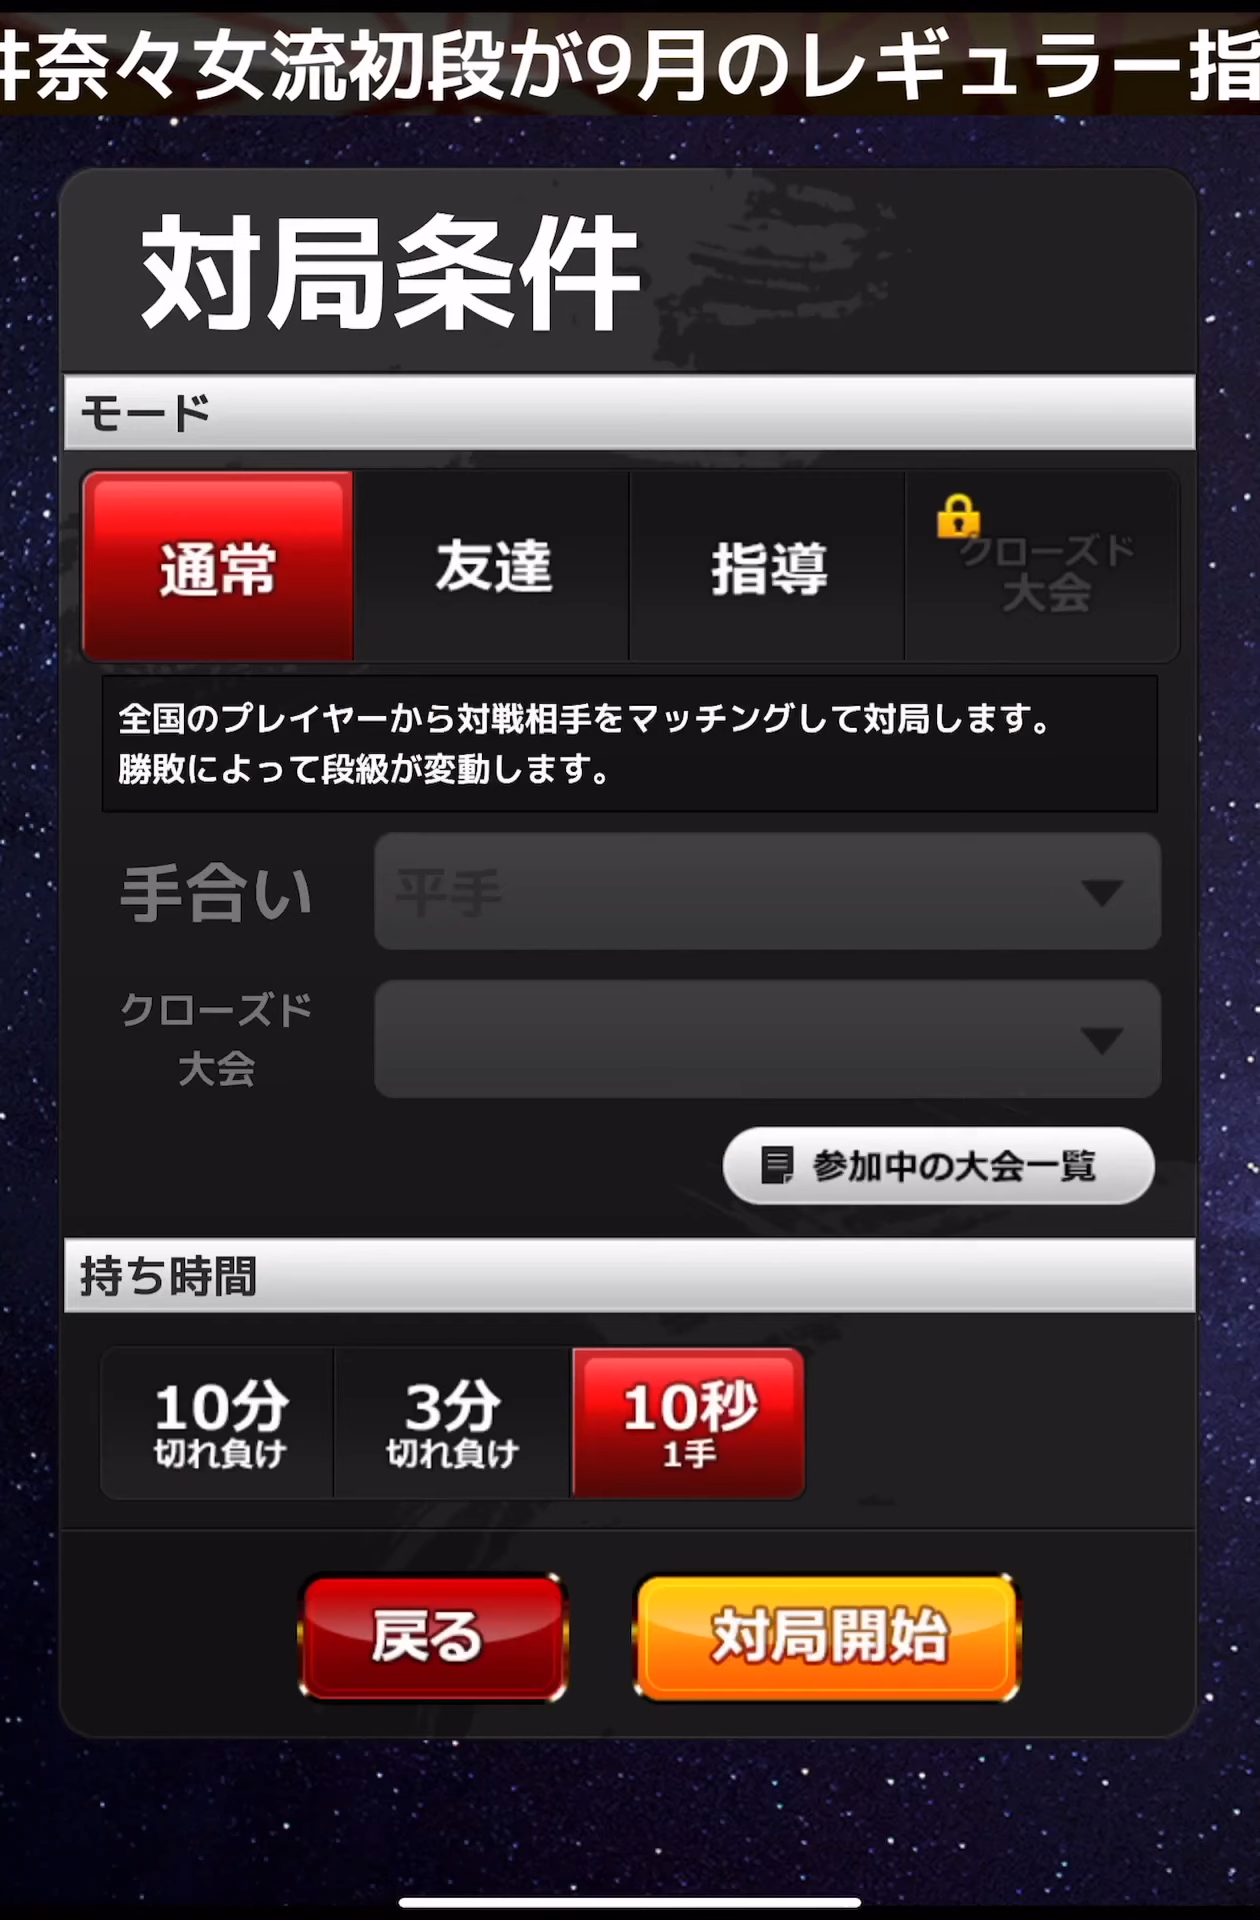 奈々女流初段が9月のレギュラー指
対局条件
モード
通常
友達
指導
クローズド
大会
全国のプレイヤーから対戦相手をマッチングして対局します。
勝敗によって段級が変動します。
手合い
平手
クローズド
大会
参加中の大会一覧
持ち時間
10分
切れ負け
3分
切れ負け
10秒
1手
戻る
対局開始